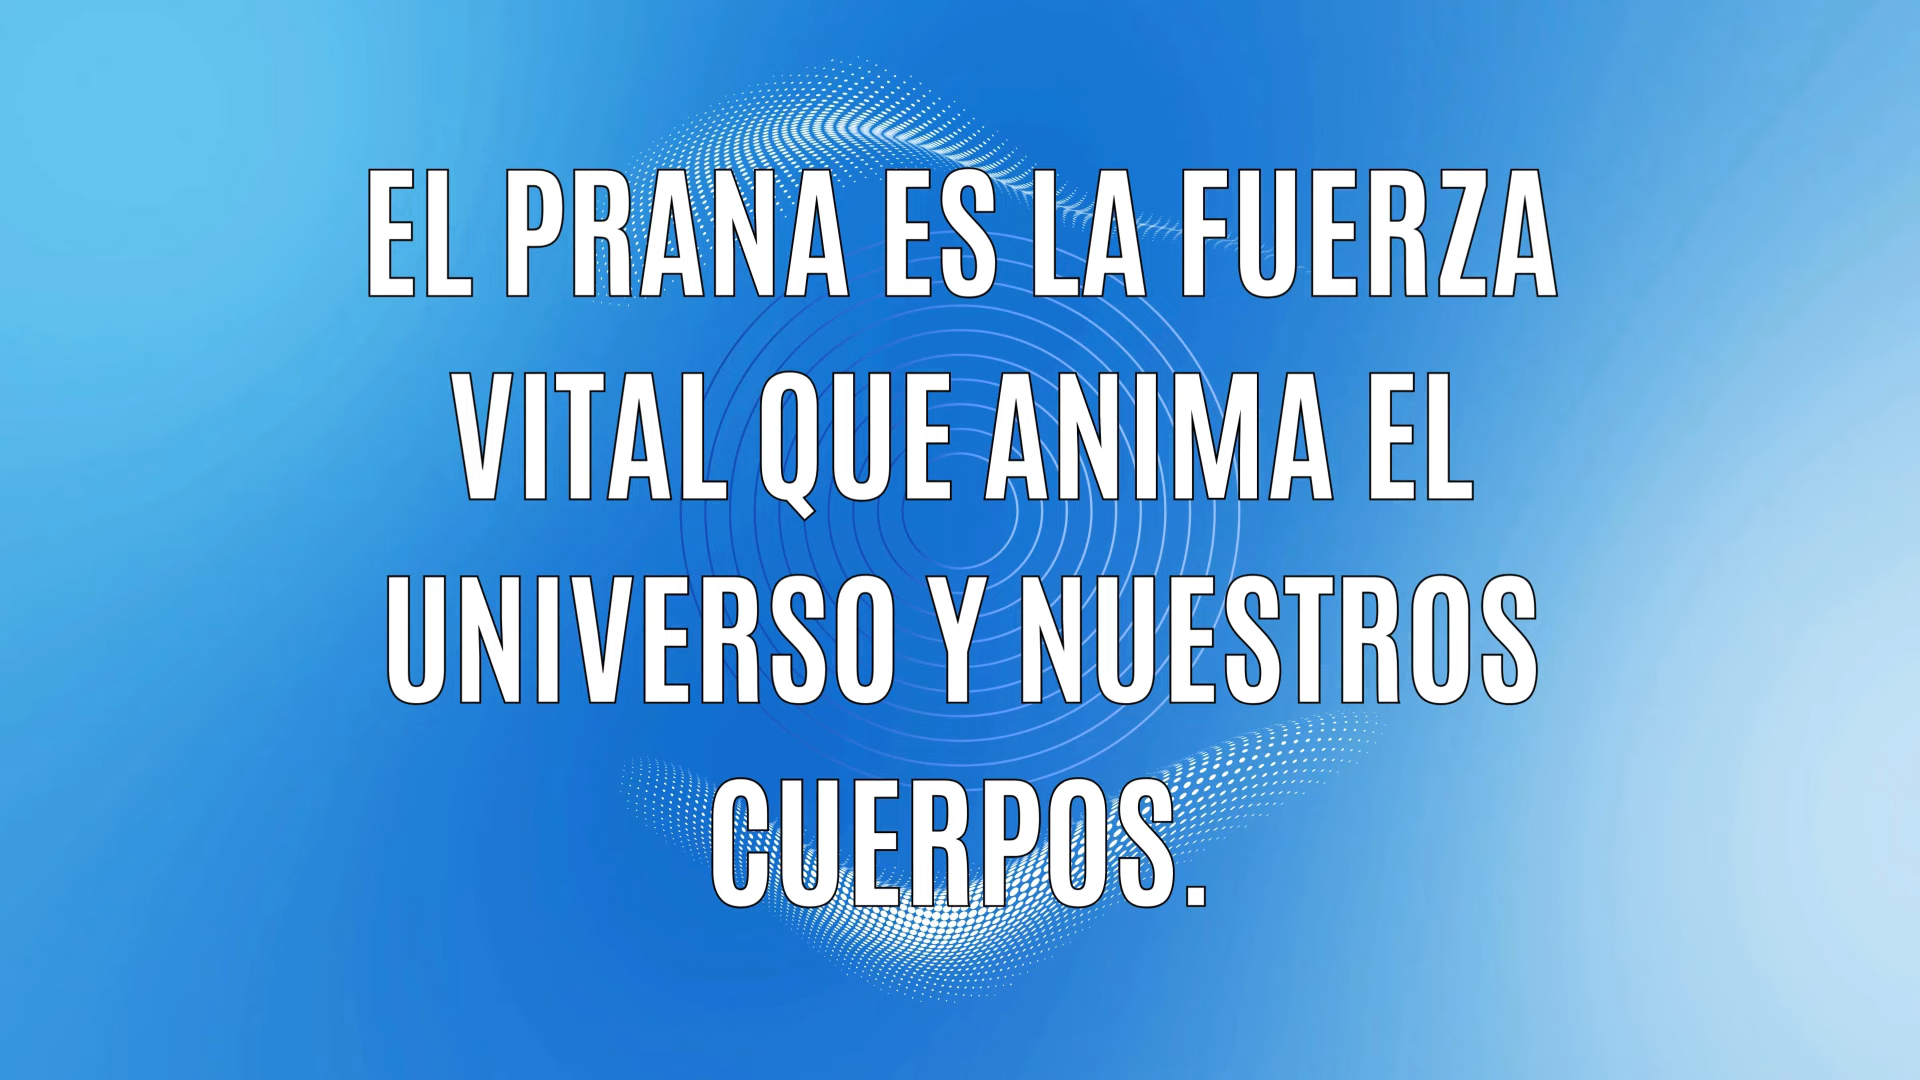 EL PRANA ES LA FUERZA
VITAL QUE ANIMA EL
UNIVERSO Y NUESTROS
CUERPOS.